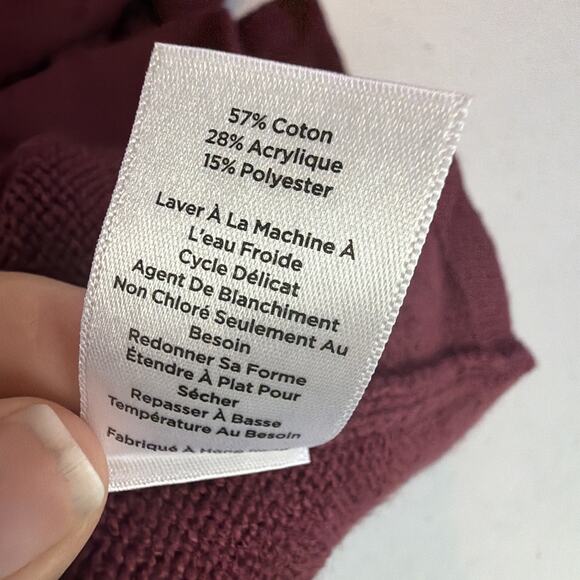 57% Coton
28% Acrylique
15% Polyester
Laver À La Machine À
L'eau Froide
Cycle Délicat
Agent De Blanchiment
Non Chloré Seulement Au
Besoin
Redonner Sa Forme
Étendre À Plat Pour
Sécher
Repasser À Basse
Température Au Besoin
Fabriqué À